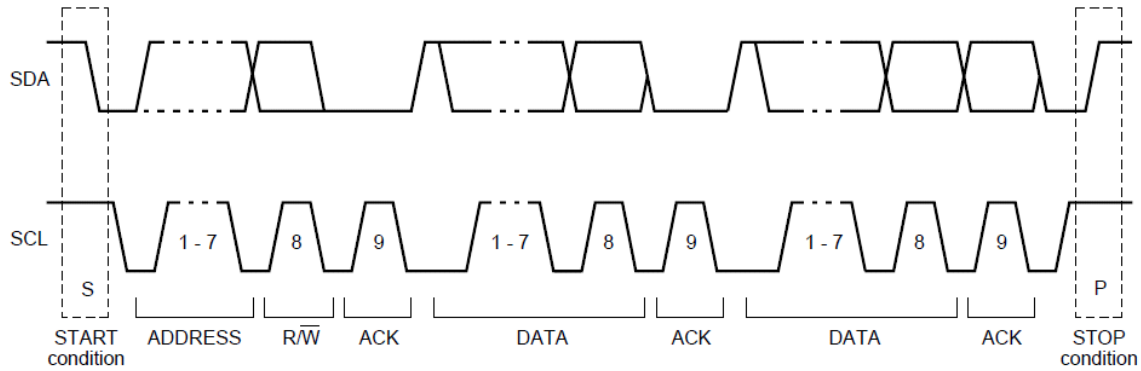 SDA
SCL
1 - 7
8
9
1 - 7
8
9
1 - 7
8
9
S
P
START
condition
ADDRESS
R/W̅
ACK
DATA
ACK
DATA
ACK
STOP
condition